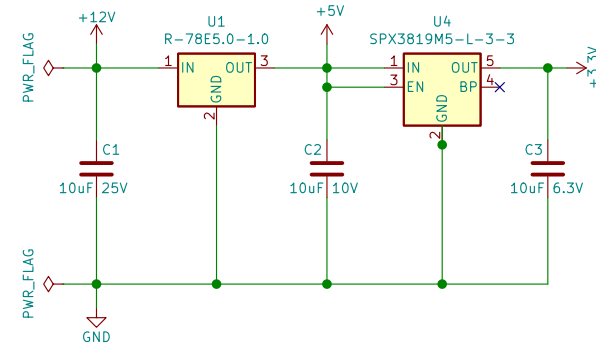 +12V
U1
R-78E5.0-1.0
+5V
U4
SPX3819M5-L-3-3
PWR_FLAG
1
IN
OUT
3
GND
2
1
IN
3
EN
OUT
5
BP
4
GND
2
+3.3V
C1
10uF 25V
C2
10uF 10V
C3
10uF 6.3V
PWR_FLAG
GND